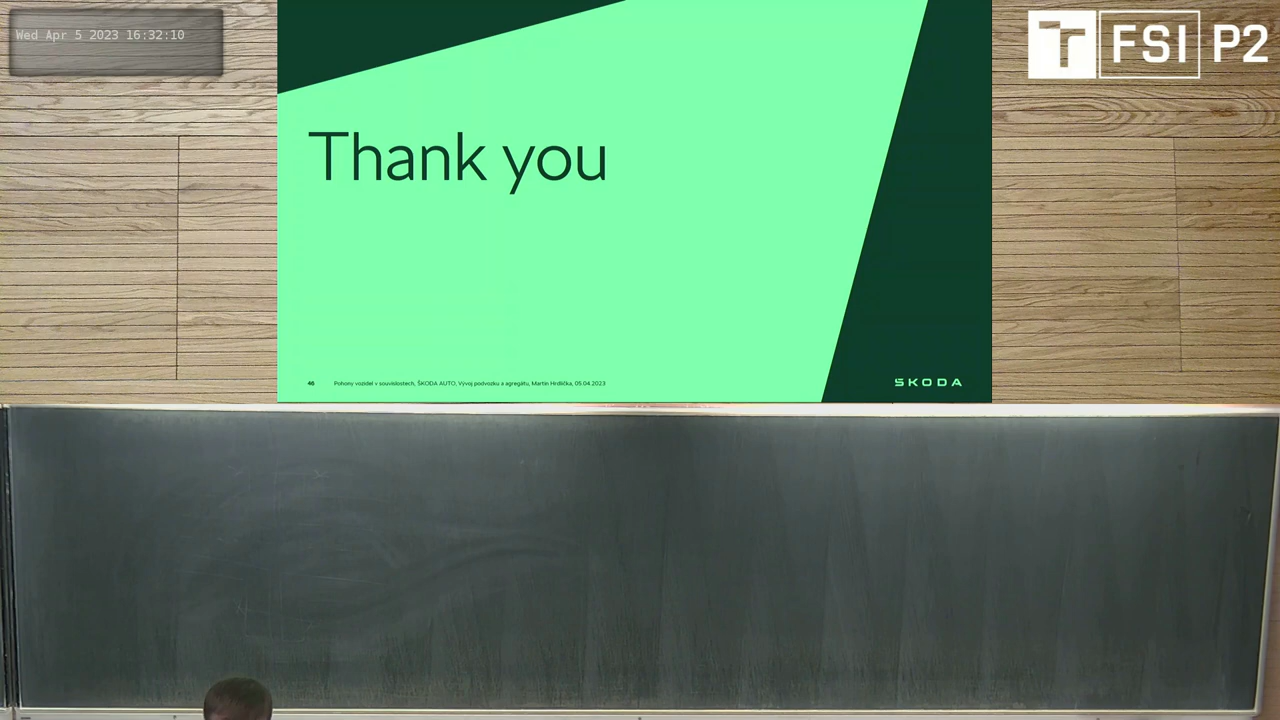 Wed Apr 5 2023 16:32:10
T FSI P2
Thank you
46 Pohony vozidel v souvislostech, ŠKODA AUTO, Vývoj podvozku a agregátu, Martin Hrdlička, 05.04.2023
ŠKODA